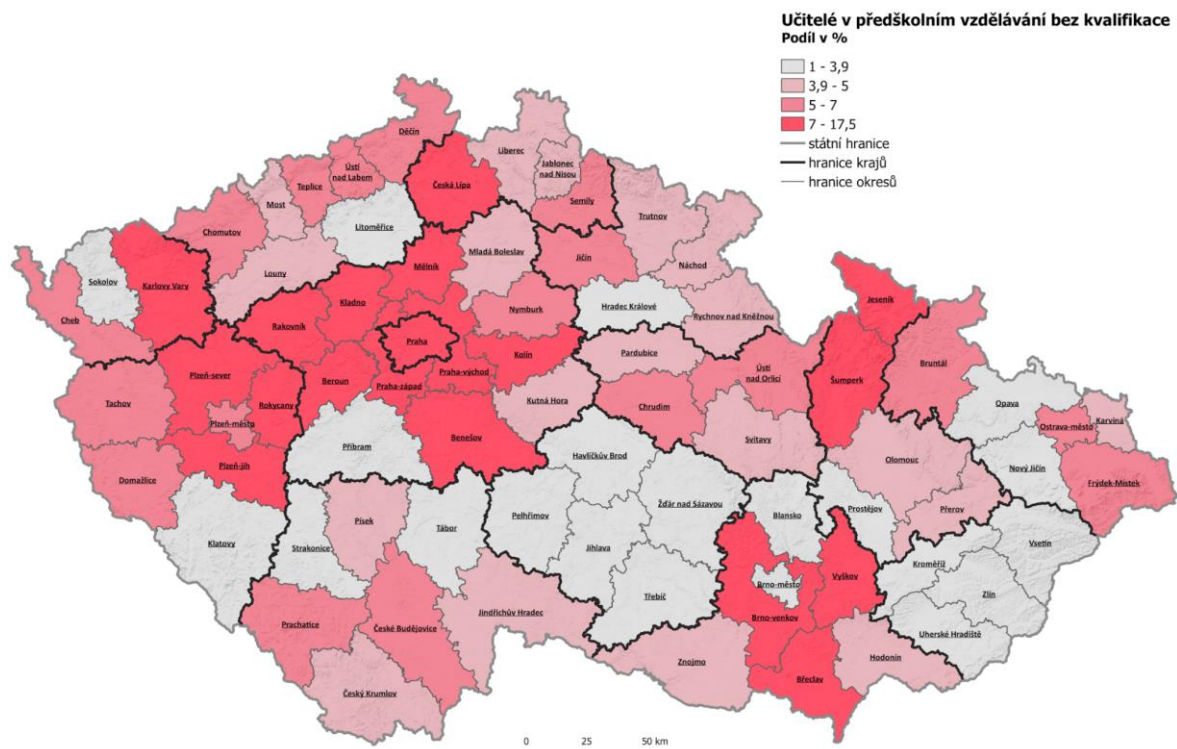 Učitelé v předškolním vzdělávání bez kvalifikace
Podíl v %
1 - 3,9
3,9 - 5
5 - 7
7 - 17,5
státní hranice
hranice krajů
hranice okresů
Děčín
Liberec
Jablonec
nad Nisou
Ústí
nad Labem
Teplice
Česká Lípa
Most
Semily
Trutnov
Litoměřice
Chomutov
Mladá Boleslav
Jičín
Náchod
Louny
Mělník
Sokolov
Karlovy Vary
Kladno
Hradec Králové
Nymburk
Rychnov nad Kněžnou
Jeseník
Cheb
Rakovník
Praha
Kolín
Pardubice
Bruntál
Plzeň-sever
Beroun
Praha-západ
Praha-východ
Ústí
nad Orlicí
Šumperk
Tachov
Rokycany
Plzeň-město
Kutná Hora
Chrudim
Opava
Karviná
Ostrava-město
Příbram
Benešov
Svitavy
Havlíčkův Brod
Olomouc
Nový Jičín
Plzeň-jih
Domažlice
Frýdek-Místek
Žďár nad Sázavou
Prostějov
Přerov
Klatovy
Strakonice
Písek
Tábor
Pelhřimov
Blansko
Vsetín
Jihlava
Kroměříž
Vyškov
Brno-město
Zlín
Třebíč
Jindřichův Hradec
Prachatice
České Budějovice
Brno-venkov
Uherské Hradiště
Hodonín
Znojmo
Břeclav
Český Krumlov
0 25 50 km